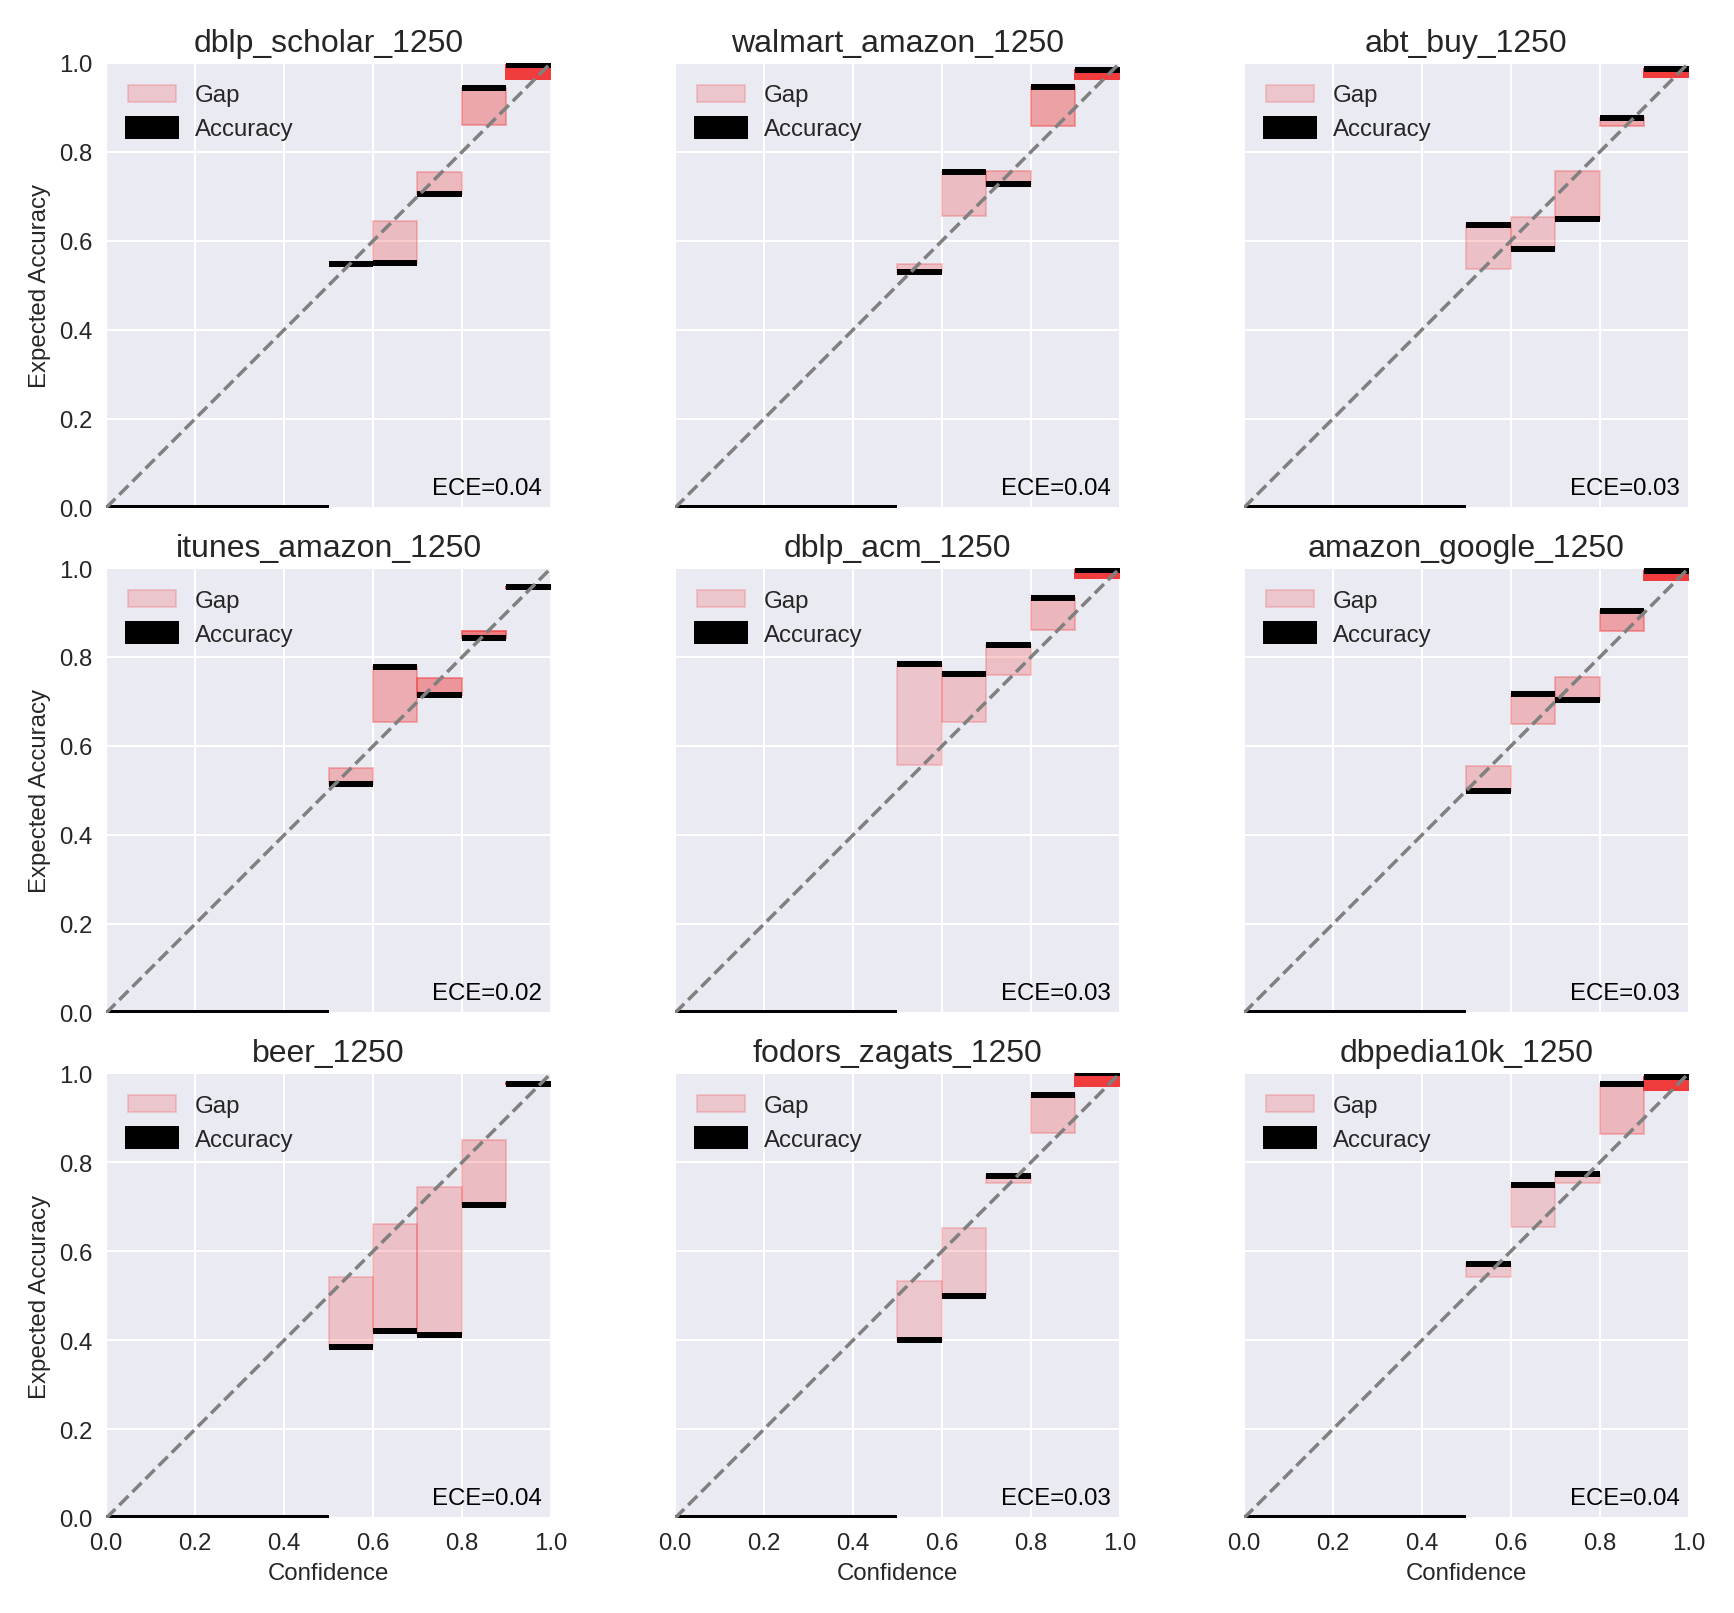 dblp_scholar_1250
walmart_amazon_1250
abt_buy_1250
1.0
0.8
0.6
0.4
0.2
0.0
Expected Accuracy
Gap
Accuracy
ECE=0.04
Gap
Accuracy
ECE=0.04
Gap
Accuracy
ECE=0.03
itunes_amazon_1250
dblp_acm_1250
amazon_google_1250
1.0
0.8
0.6
0.4
0.2
0.0
Expected Accuracy
Gap
Accuracy
ECE=0.02
Gap
Accuracy
ECE=0.03
Gap
Accuracy
ECE=0.03
beer_1250
fodors_zagats_1250
dbpedia10k_1250
1.0
0.8
0.6
0.4
0.2
0.0
Expected Accuracy
Gap
Accuracy
ECE=0.04
Gap
Accuracy
ECE=0.03
Gap
Accuracy
ECE=0.04
0.0 0.2 0.4 0.6 0.8 1.0
0.0 0.2 0.4 0.6 0.8 1.0
0.0 0.2 0.4 0.6 0.8 1.0
Confidence
Confidence
Confidence